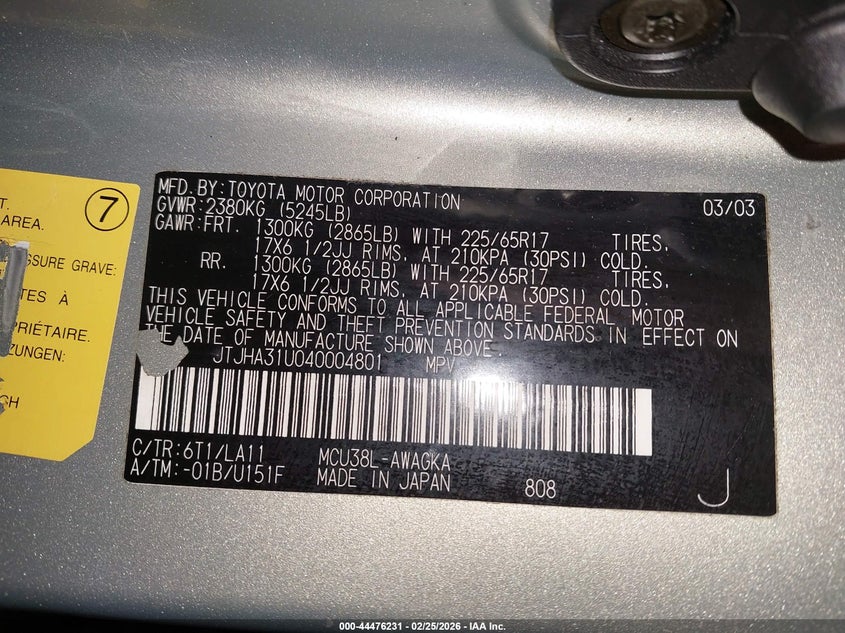 MFD. BY: TOYOTA MOTOR CORPORATION 03/03
GVWR: 2380KG (5245LB)
GAWR: FRT. 1300KG (2865LB) WITH 225/65R17 TIRES,
17X6 1/2JJ RIMS, AT 210KPA (30PSI) COLD.
RR. 1300KG (2865LB) WITH 225/65R17 TIRES,
17X6 1/2JJ RIMS, AT 210KPA (30PSI) COLD.
THIS VEHICLE CONFORMS TO ALL APPLICABLE FEDERAL MOTOR
VEHICLE SAFETY AND THEFT PREVENTION STANDARDS IN EFFECT ON
THE DATE OF MANUFACTURE SHOWN ABOVE.
JTJHA31U040004801 MPV
C/TR: 6T1/LA11 MCU38L-AWAGKA
A/TM: -01B/U151F MADE IN JAPAN 808 J
7
T.
AREA.
SSURE GRAVE:
TES À
PRIÉTAIRE.
ZUNGEN:
GH
000-44476231 - 02/25/2026 - IAA Inc.